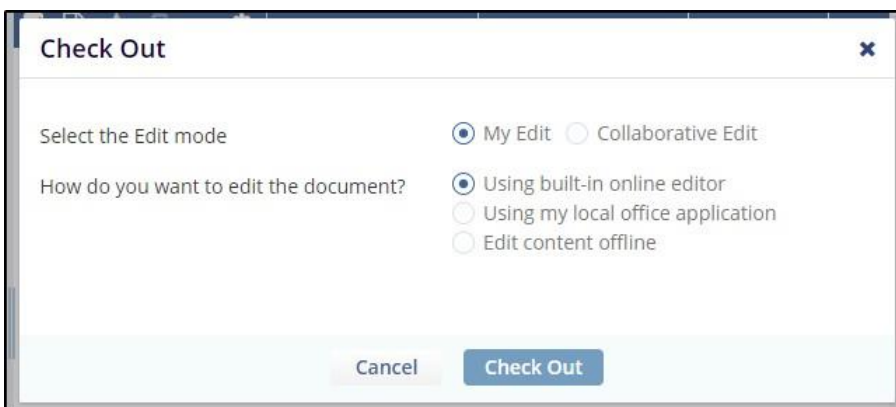 Check Out
Select the Edit mode
My Edit Collaborative Edit
How do you want to edit the document?
Using built-in online editor
Using my local office application
Edit content offline
Cancel Check Out